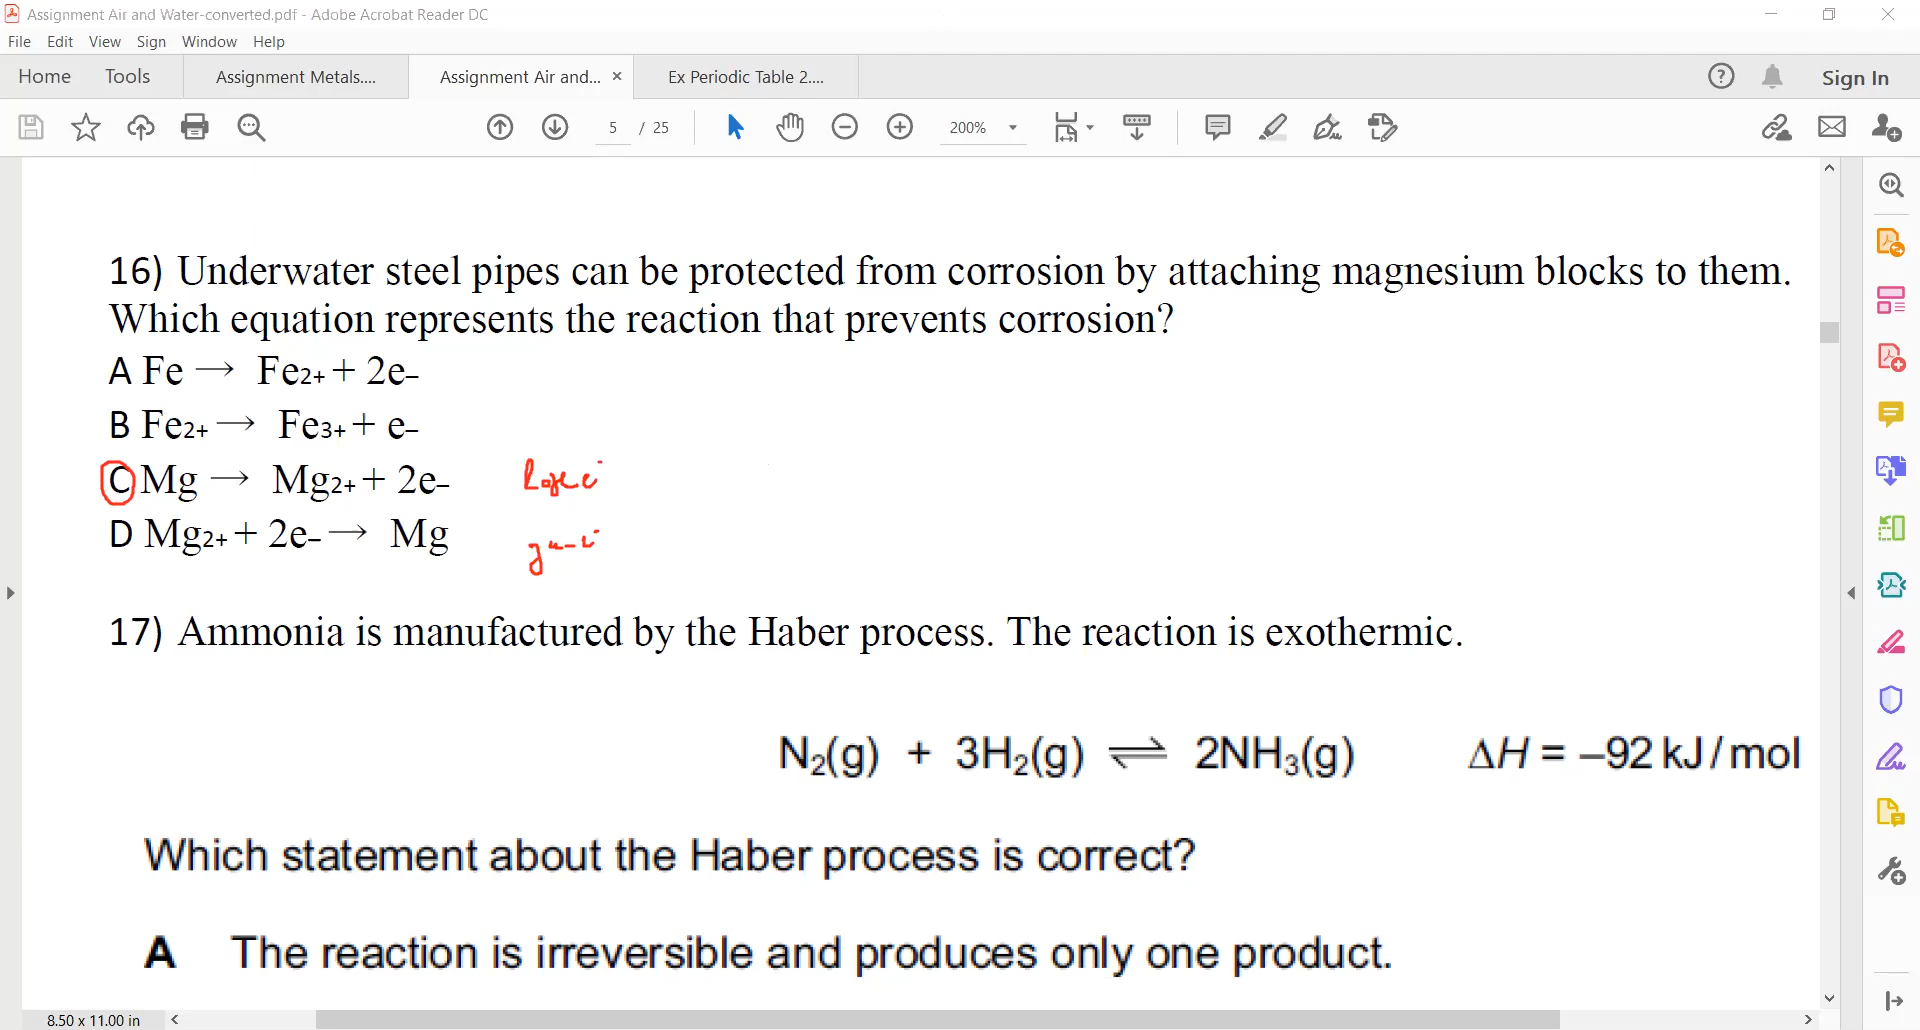 Assignment Air and Water-converted.pdf - Adobe Acrobat Reader DC
File Edit View Sign Window Help
Home Tools Assignment Metals.... Assignment Air and... × Ex Periodic Table 2.... Sign In
5 / 25 200%
16) Underwater steel pipes can be protected from corrosion by attaching magnesium blocks to them.
Which equation represents the reaction that prevents corrosion?
A Fe → Fe2+ + 2e–
B Fe2+ → Fe3+ + e–
C Mg → Mg2+ + 2e–
D Mg2+ + 2e– → Mg
17) Ammonia is manufactured by the Haber process. The reaction is exothermic.
N₂(g) + 3H₂(g) ⇌ 2NH₃(g) ΔH = –92 kJ/mol
Which statement about the Haber process is correct?
A The reaction is irreversible and produces only one product.
8.50 x 11.00 in